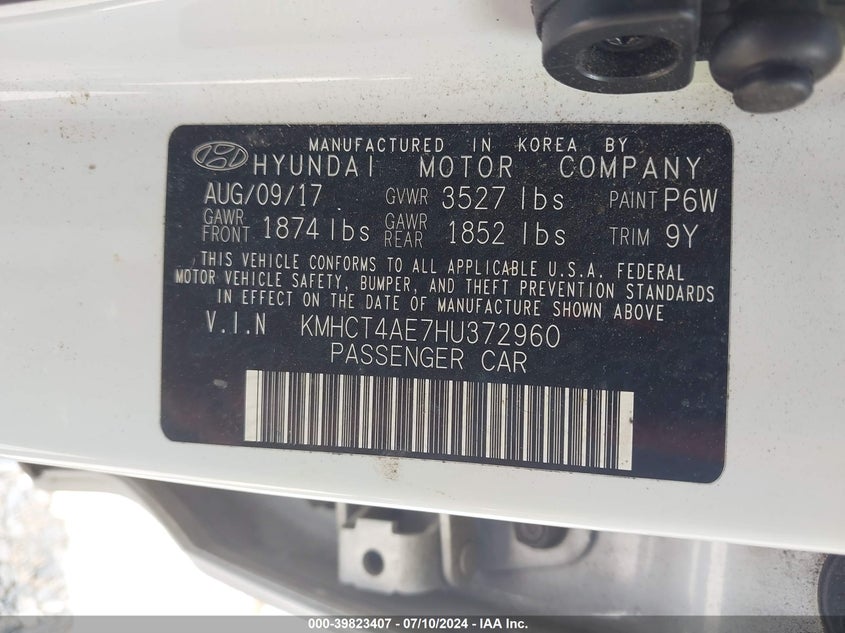 MANUFACTURED IN KOREA BY
HYUNDAI MOTOR COMPANY
AUG/09/17 GVWR 3527 lbs PAINT P6W
GAWR FRONT 1874 lbs GAWR REAR 1852 lbs TRIM 9Y
THIS VEHICLE CONFORMS TO ALL APPLICABLE U.S.A. FEDERAL
MOTOR VEHICLE SAFETY, BUMPER, AND THEFT PREVENTION STANDARDS
IN EFFECT ON THE DATE OF MANUFACTURE SHOWN ABOVE
V.I.N KMHCT4AE7HU372960
PASSENGER CAR
000-39823407 - 07/10/2024 - IAA Inc.